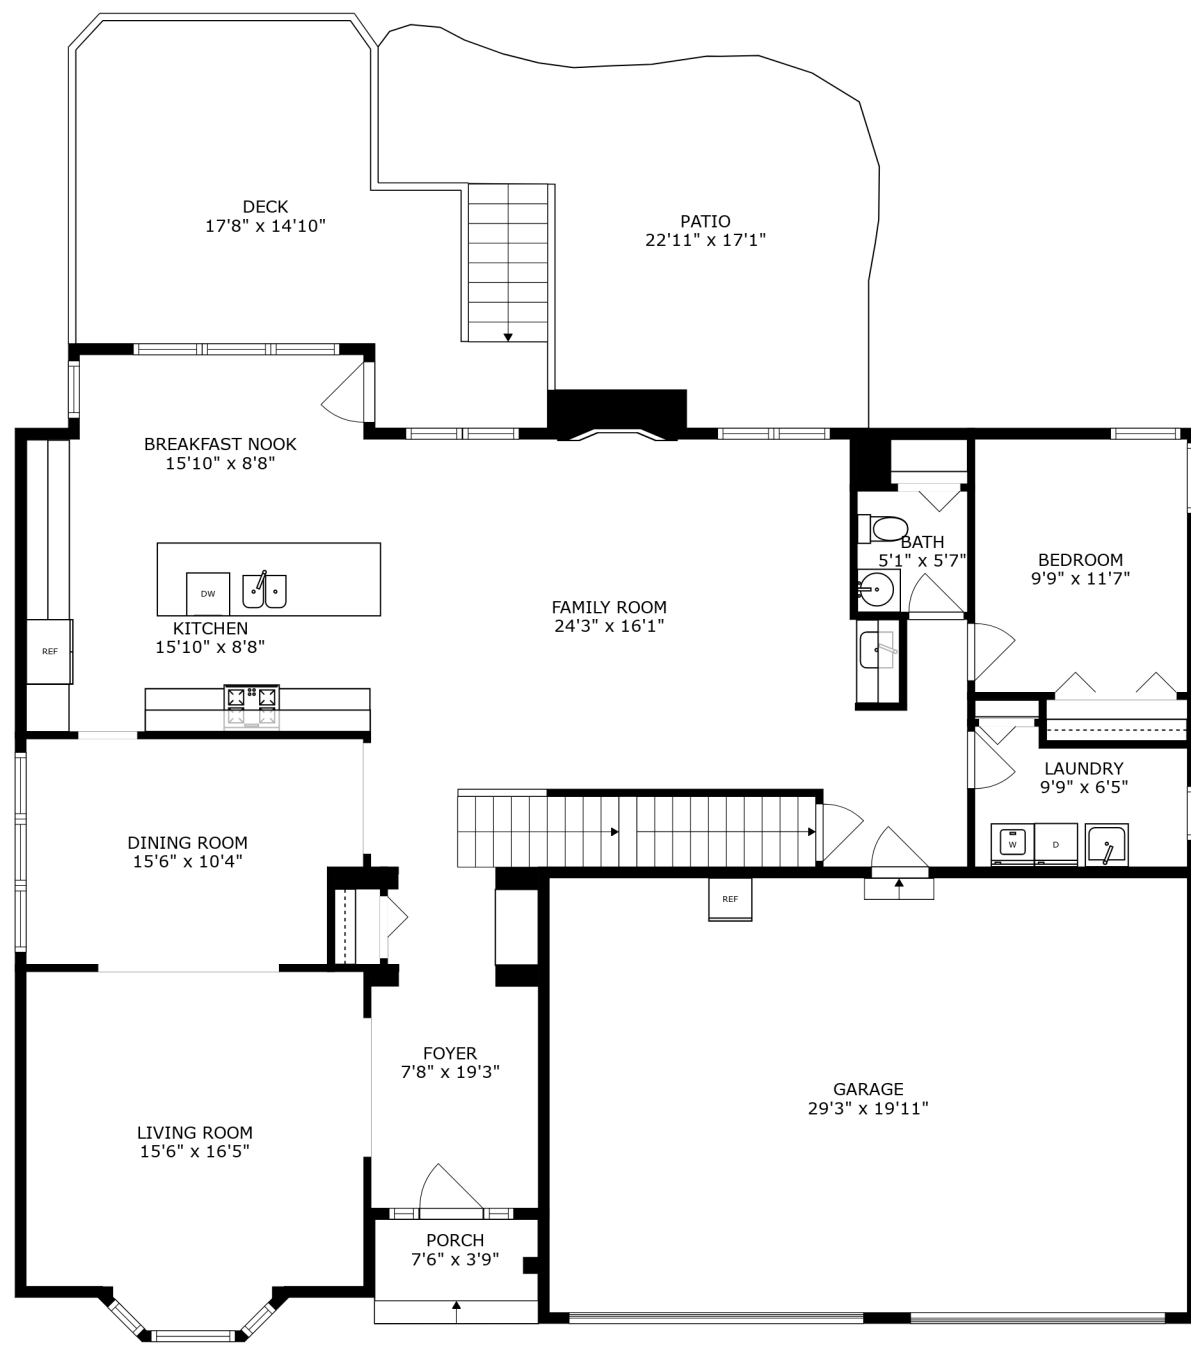 DECK
17'8" x 14'10"
PATIO
22'11" x 17'1"
BREAKFAST NOOK
15'10" x 8'8"
BATH
5'1" x 5'7"
BEDROOM
9'9" x 11'7"
DW
FAMILY ROOM
24'3" x 16'1"
KITCHEN
15'10" x 8'8"
REF
LAUNDRY
9'9" x 6'5"
DINING ROOM
15'6" x 10'4"
W
D
REF
FOYER
7'8" x 19'3"
GARAGE
29'3" x 19'11"
LIVING ROOM
15'6" x 16'5"
PORCH
7'6" x 3'9"